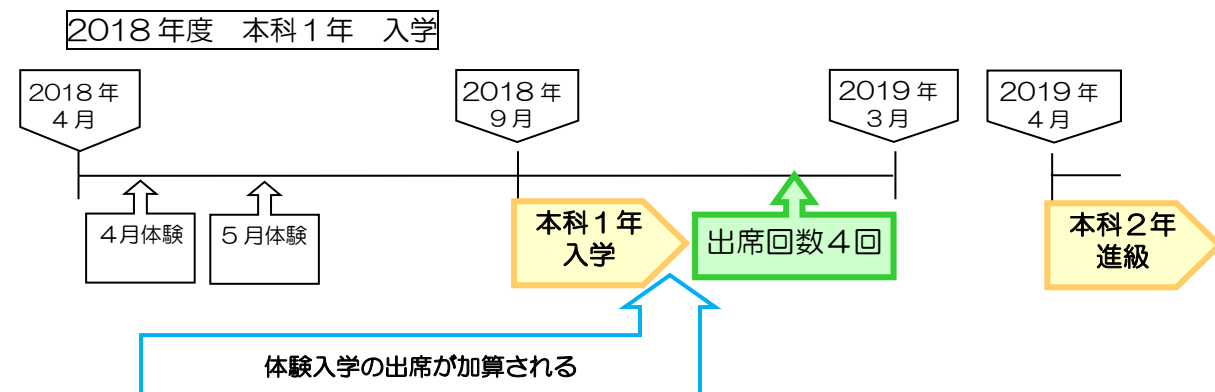 2018年度　本科１年　入学
2018年
４月
2018年
９月
2019年
３月
2019年
４月
４月体験
５月体験
本科１年
入学
出席回数４回
本科２年
進級
体験入学の出席が加算される